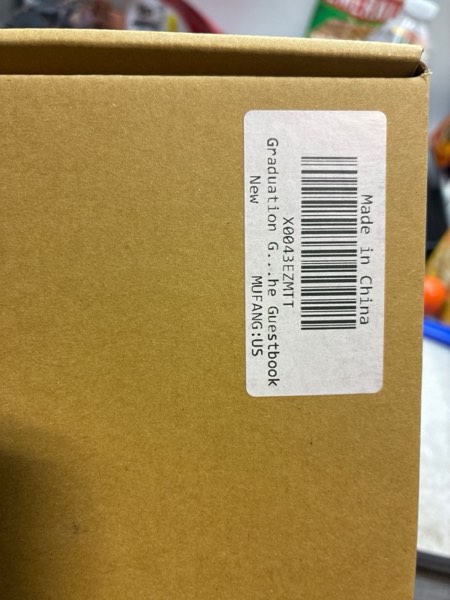 Made in China
X0043EZMTT
Graduation G...he Guestbook
New MUFANG:US